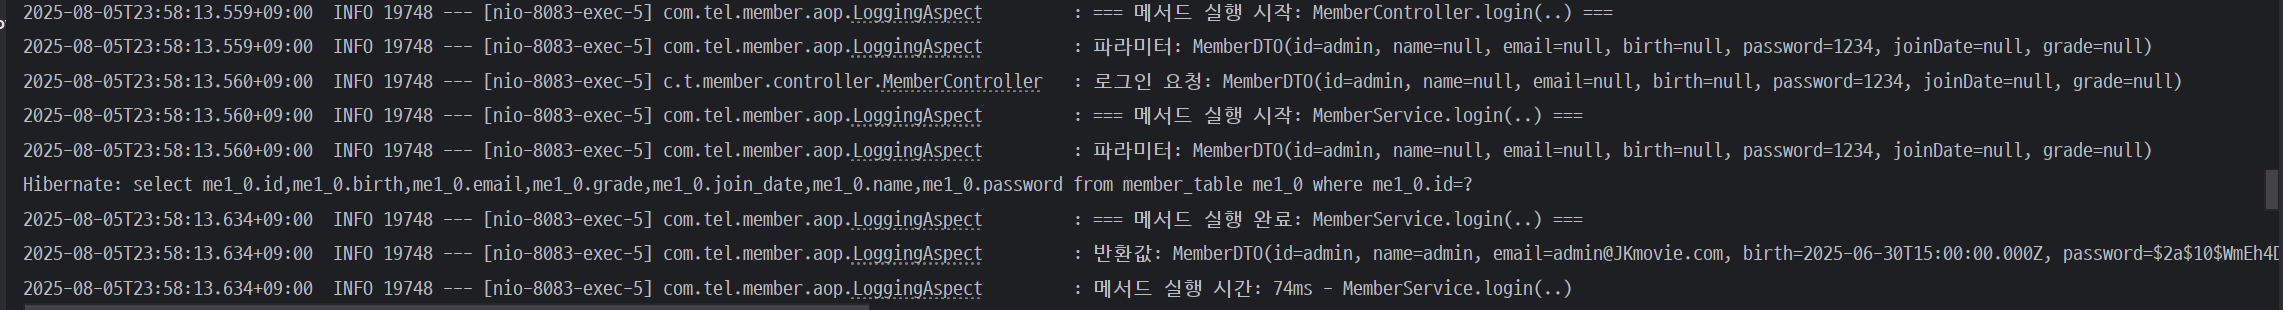 2025-08-05T23:58:13.559+09:00  INFO 19748 --- [nio-8083-exec-5] com.tel.member.aop.LoggingAspect         : === 메서드 실행 시작: MemberController.login(..) ===
2025-08-05T23:58:13.559+09:00  INFO 19748 --- [nio-8083-exec-5] com.tel.member.aop.LoggingAspect         : 파라미터: MemberDTO(id=admin, name=null, email=null, birth=null, password=1234, joinDate=null, grade=null)
2025-08-05T23:58:13.560+09:00  INFO 19748 --- [nio-8083-exec-5] c.t.member.controller.MemberController   : 로그인 요청: MemberDTO(id=admin, name=null, email=null, birth=null, password=1234, joinDate=null, grade=null)
2025-08-05T23:58:13.560+09:00  INFO 19748 --- [nio-8083-exec-5] com.tel.member.aop.LoggingAspect         : === 메서드 실행 시작: MemberService.login(..) ===
2025-08-05T23:58:13.560+09:00  INFO 19748 --- [nio-8083-exec-5] com.tel.member.aop.LoggingAspect         : 파라미터: MemberDTO(id=admin, name=null, email=null, birth=null, password=1234, joinDate=null, grade=null)
Hibernate: select me1_0.id,me1_0.birth,me1_0.email,me1_0.grade,me1_0.join_date,me1_0.name,me1_0.password from member_table me1_0 where me1_0.id=?
2025-08-05T23:58:13.634+09:00  INFO 19748 --- [nio-8083-exec-5] com.tel.member.aop.LoggingAspect         : === 메서드 실행 완료: MemberService.login(..) ===
2025-08-05T23:58:13.634+09:00  INFO 19748 --- [nio-8083-exec-5] com.tel.member.aop.LoggingAspect         : 반환값: MemberDTO(id=admin, name=admin, email=admin@JKmovie.com, birth=2025-06-30T15:00:00.000Z, password=$2a$10$WmEh4D
2025-08-05T23:58:13.634+09:00  INFO 19748 --- [nio-8083-exec-5] com.tel.member.aop.LoggingAspect         : 메서드 실행 시간: 74ms - MemberService.login(..)